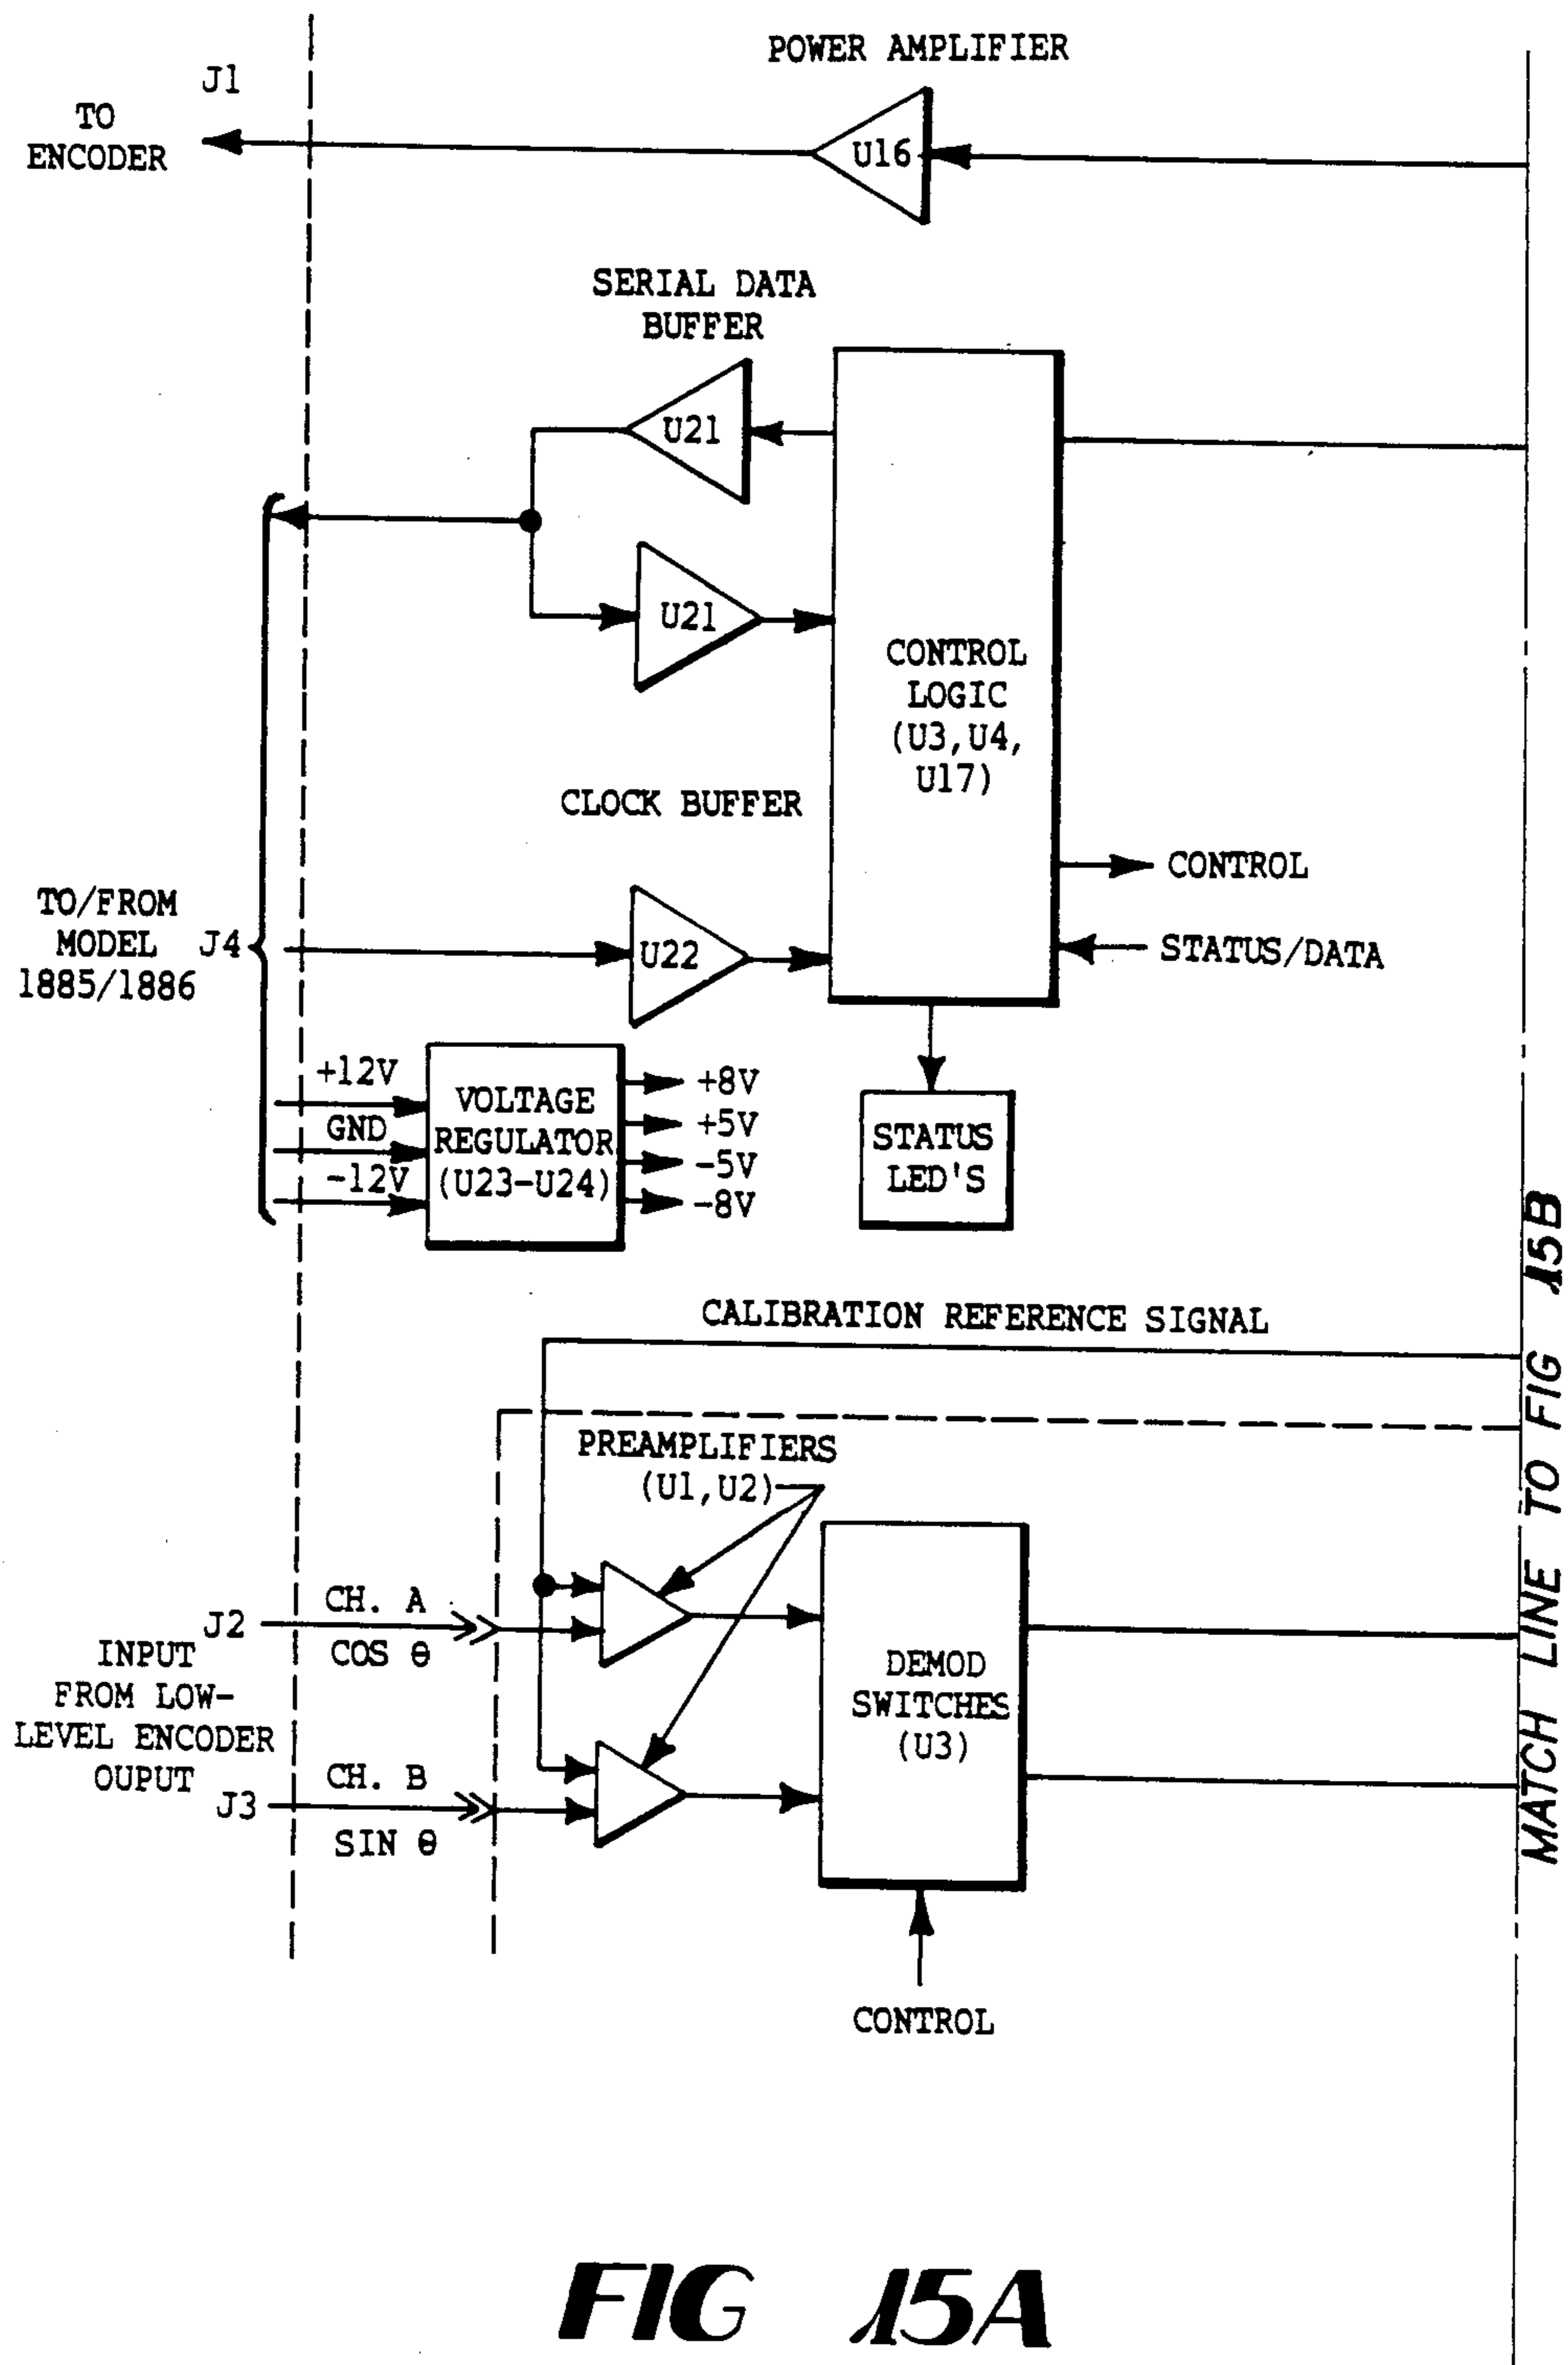 POWER AMPLIFIER
J1
TO
ENCODER
U16
SERIAL DATA
BUFFER
U21
U21
CONTROL
LOGIC
(U3,U4,
U17)
CLOCK BUFFER
CONTROL
TO/FROM
MODEL
1885/1886
J4
U22
STATUS/DATA
+12V
GND
-12V
VOLTAGE
REGULATOR
(U23-U24)
+8V
+5V
-5V
-8V
STATUS
LED'S
CALIBRATION REFERENCE SIGNAL
PREAMPLIFIERS
(U1,U2)
J2
CH. A
COS θ
INPUT
FROM LOW-
LEVEL ENCODER
OUPUT
J3
CH. B
SIN θ
DEMOD
SWITCHES
(U3)
CONTROL
MATCH LINE TO FIG 15B
FIG 15A